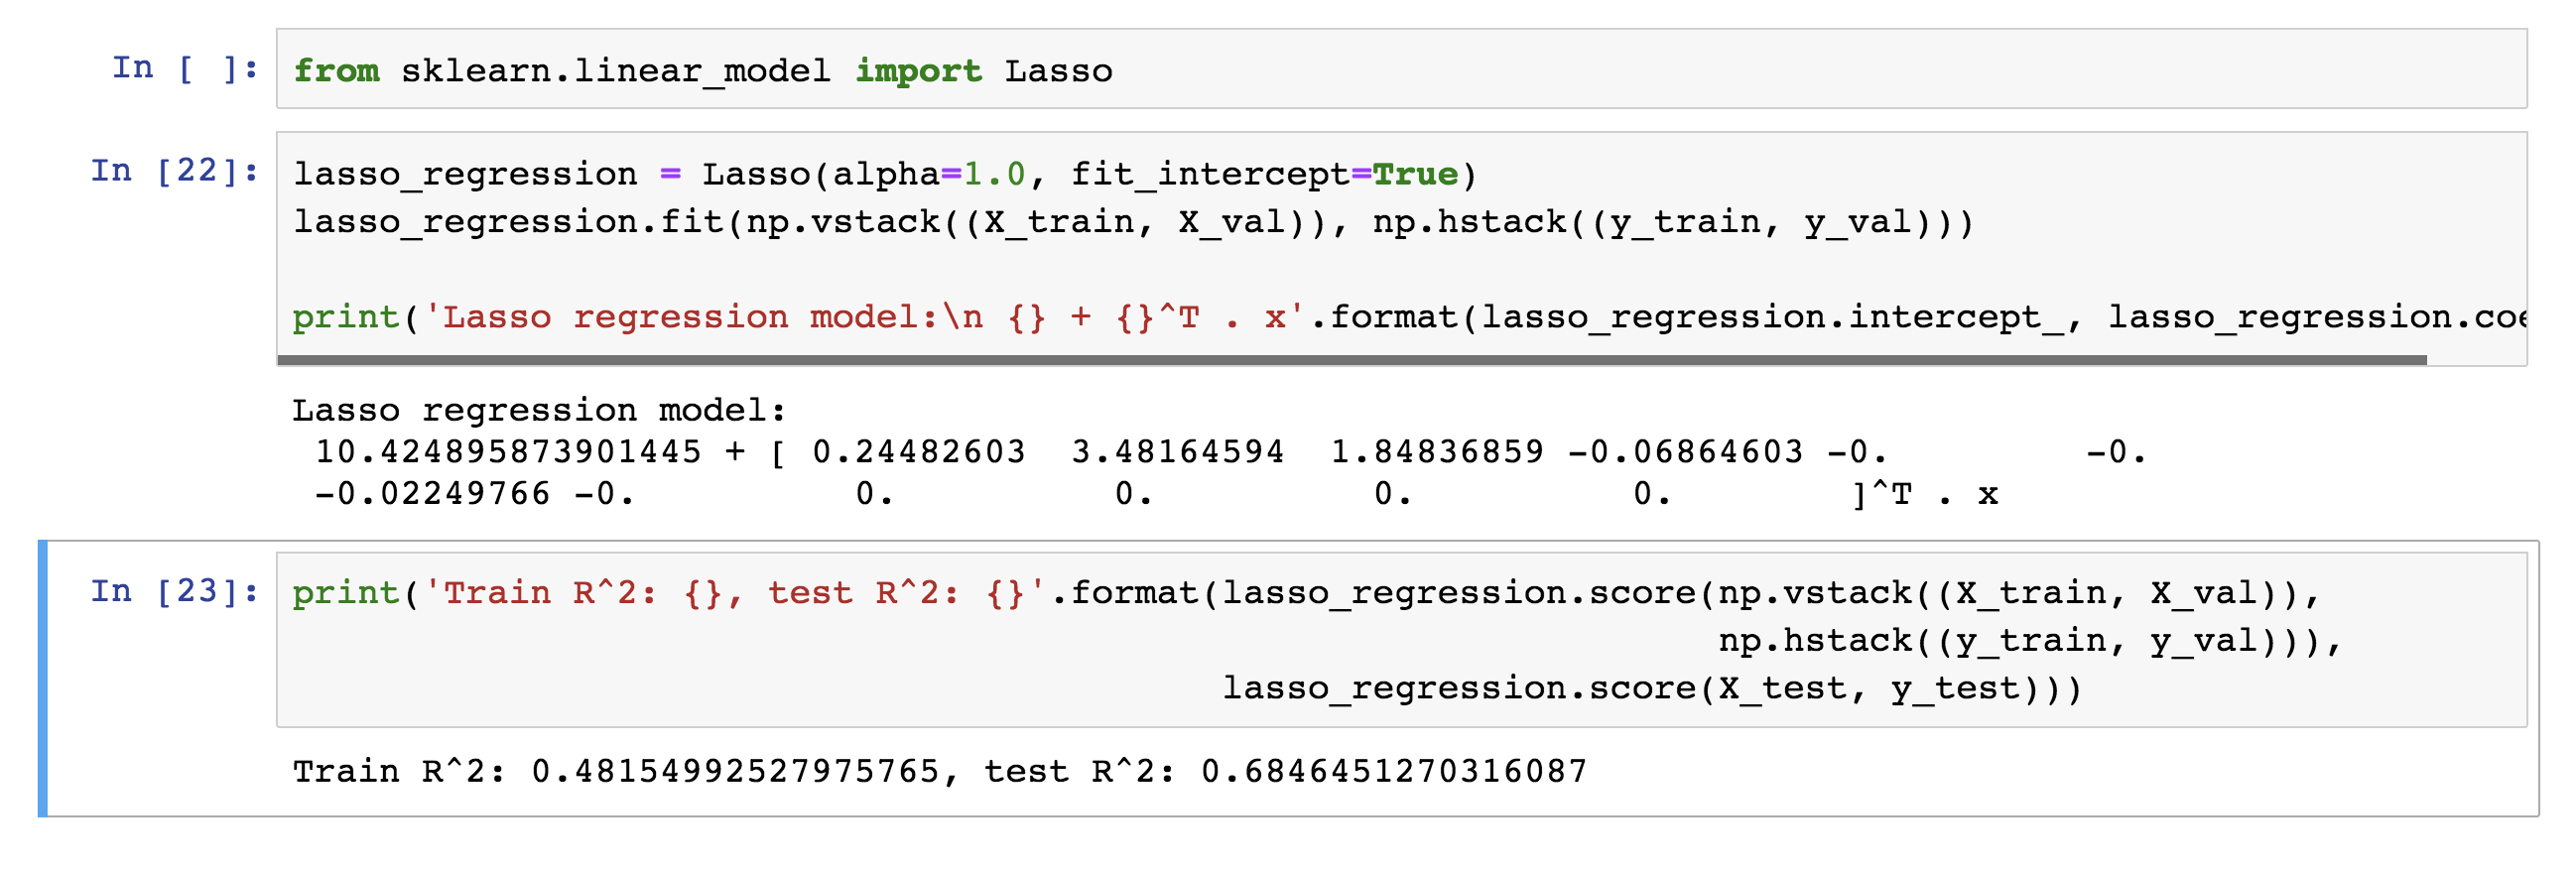 In [ ]: from sklearn.linear_model import Lasso
In [22]: lasso_regression = Lasso(alpha=1.0, fit_intercept=True)
lasso_regression.fit(np.vstack((X_train, X_val)), np.hstack((y_train, y_val)))
print('Lasso regression model:\n {} + {}^T . x'.format(lasso_regression.intercept_, lasso_regression.coe
Lasso regression model:
10.424895873901445 + [ 0.24482603 3.48164594 1.84836859 -0.06864603 -0. -0.
-0.02249766 -0. 0. 0. 0. 0. ]^T . x
In [23]: print('Train R^2: {}, test R^2: {}'.format(lasso_regression.score(np.vstack((X_train, X_val)),
np.hstack((y_train, y_val))),
lasso_regression.score(X_test, y_test)))
Train R^2: 0.48154992527975765, test R^2: 0.6846451270316087